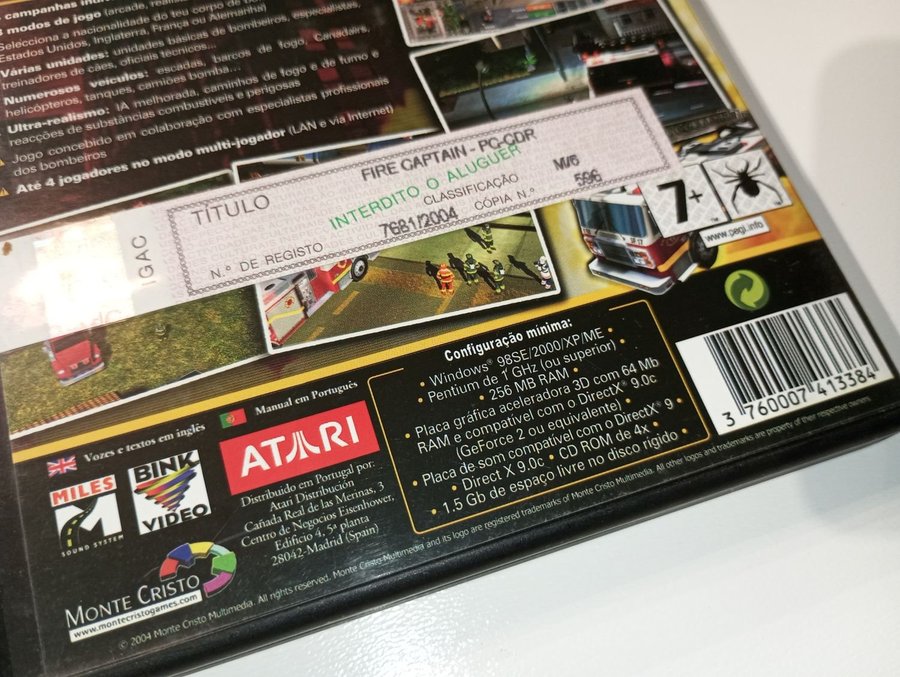 campanhas
3 modos de jogo (arcade,
Selecciona a nacionalidade do teu corpo de
Estados Unidos, Inglaterra, França ou Alemanha)
Várias unidades: unidades básicas de bombeiros, especialistas,
treinadores de cães, oficiais técnicos...
Numerosos veículos: escadas, barcos de fogo, Canadairs,
helicópteros, tanques, camiões bomba...
Ultra-realismo: IA melhorada, caminhos de fogo e de fumo e
reacções de substâncias combustíveis e perigosas
Jogo concebido em colaboração com especialistas profissionais
dos bombeiros
Até 4 jogadores no modo multi-jogador (LAN e via Internet)
IGAC
TÍTULO
FIRE CAPTAIN - PC-CDR
INTERDITO O ALUGUER
CLASSIFICAÇÃO M/6
N.º DE REGISTO 7681/2004 CÓPIA N.º 596
7+
www.pegi.info
Configuração mínima:
• Windows® 98SE/2000/XP/ME •
• Pentium de 1 GHz (ou superior) •
• 256 MB RAM •
• Placa gráfica aceleradora 3D com 64 Mb
RAM e compatível com o DirectX® 9.0c
(GeForce 2 ou equivalente) •
• Placa de som compatível com o DirectX® 9
• Direct X 9.0c • CD ROM de 4x •
• 1.5 Gb de espaço livre no disco rígido •
3 760007 413384
Vozes e textos em inglês
Manual em Português
MILES
SOUND SYSTEM
BINK
VIDEO
ATARI
Distribuido em Portugal por:
Atari Distribución
Cañada Real de las Merinas, 3
Centro de Negocios Eisenhower,
Edificio 4, 5ª planta
28042-Madrid (Spain)
MONTE CRISTO
www.montecristogames.com
© 2004 Monte Cristo Multimedia. All rights reserved. Monte Cristo Multimedia and its logo are registered trademarks of Monte Cristo Multimedia. All other logos and trademarks are property of their respective owners